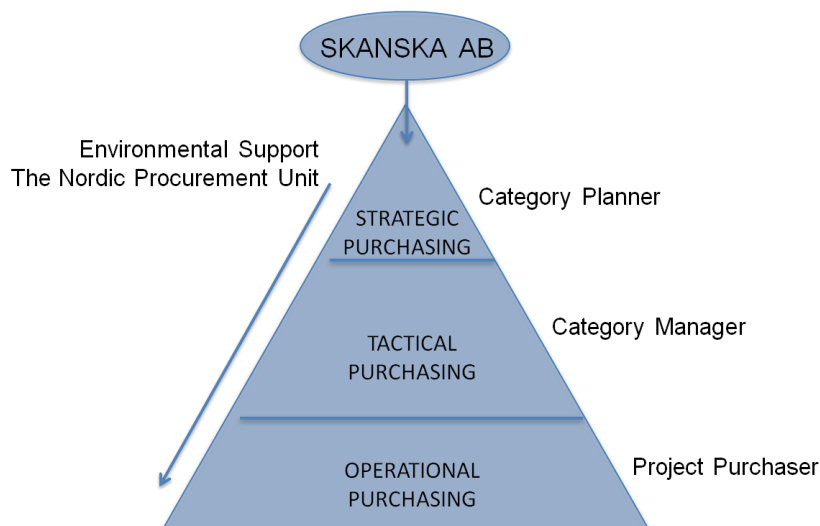 SKANSKA AB
Environmental Support
The Nordic Procurement Unit
Category Planner
STRATEGIC
PURCHASING
Category Manager
TACTICAL
PURCHASING
Project Purchaser
OPERATIONAL
PURCHASING